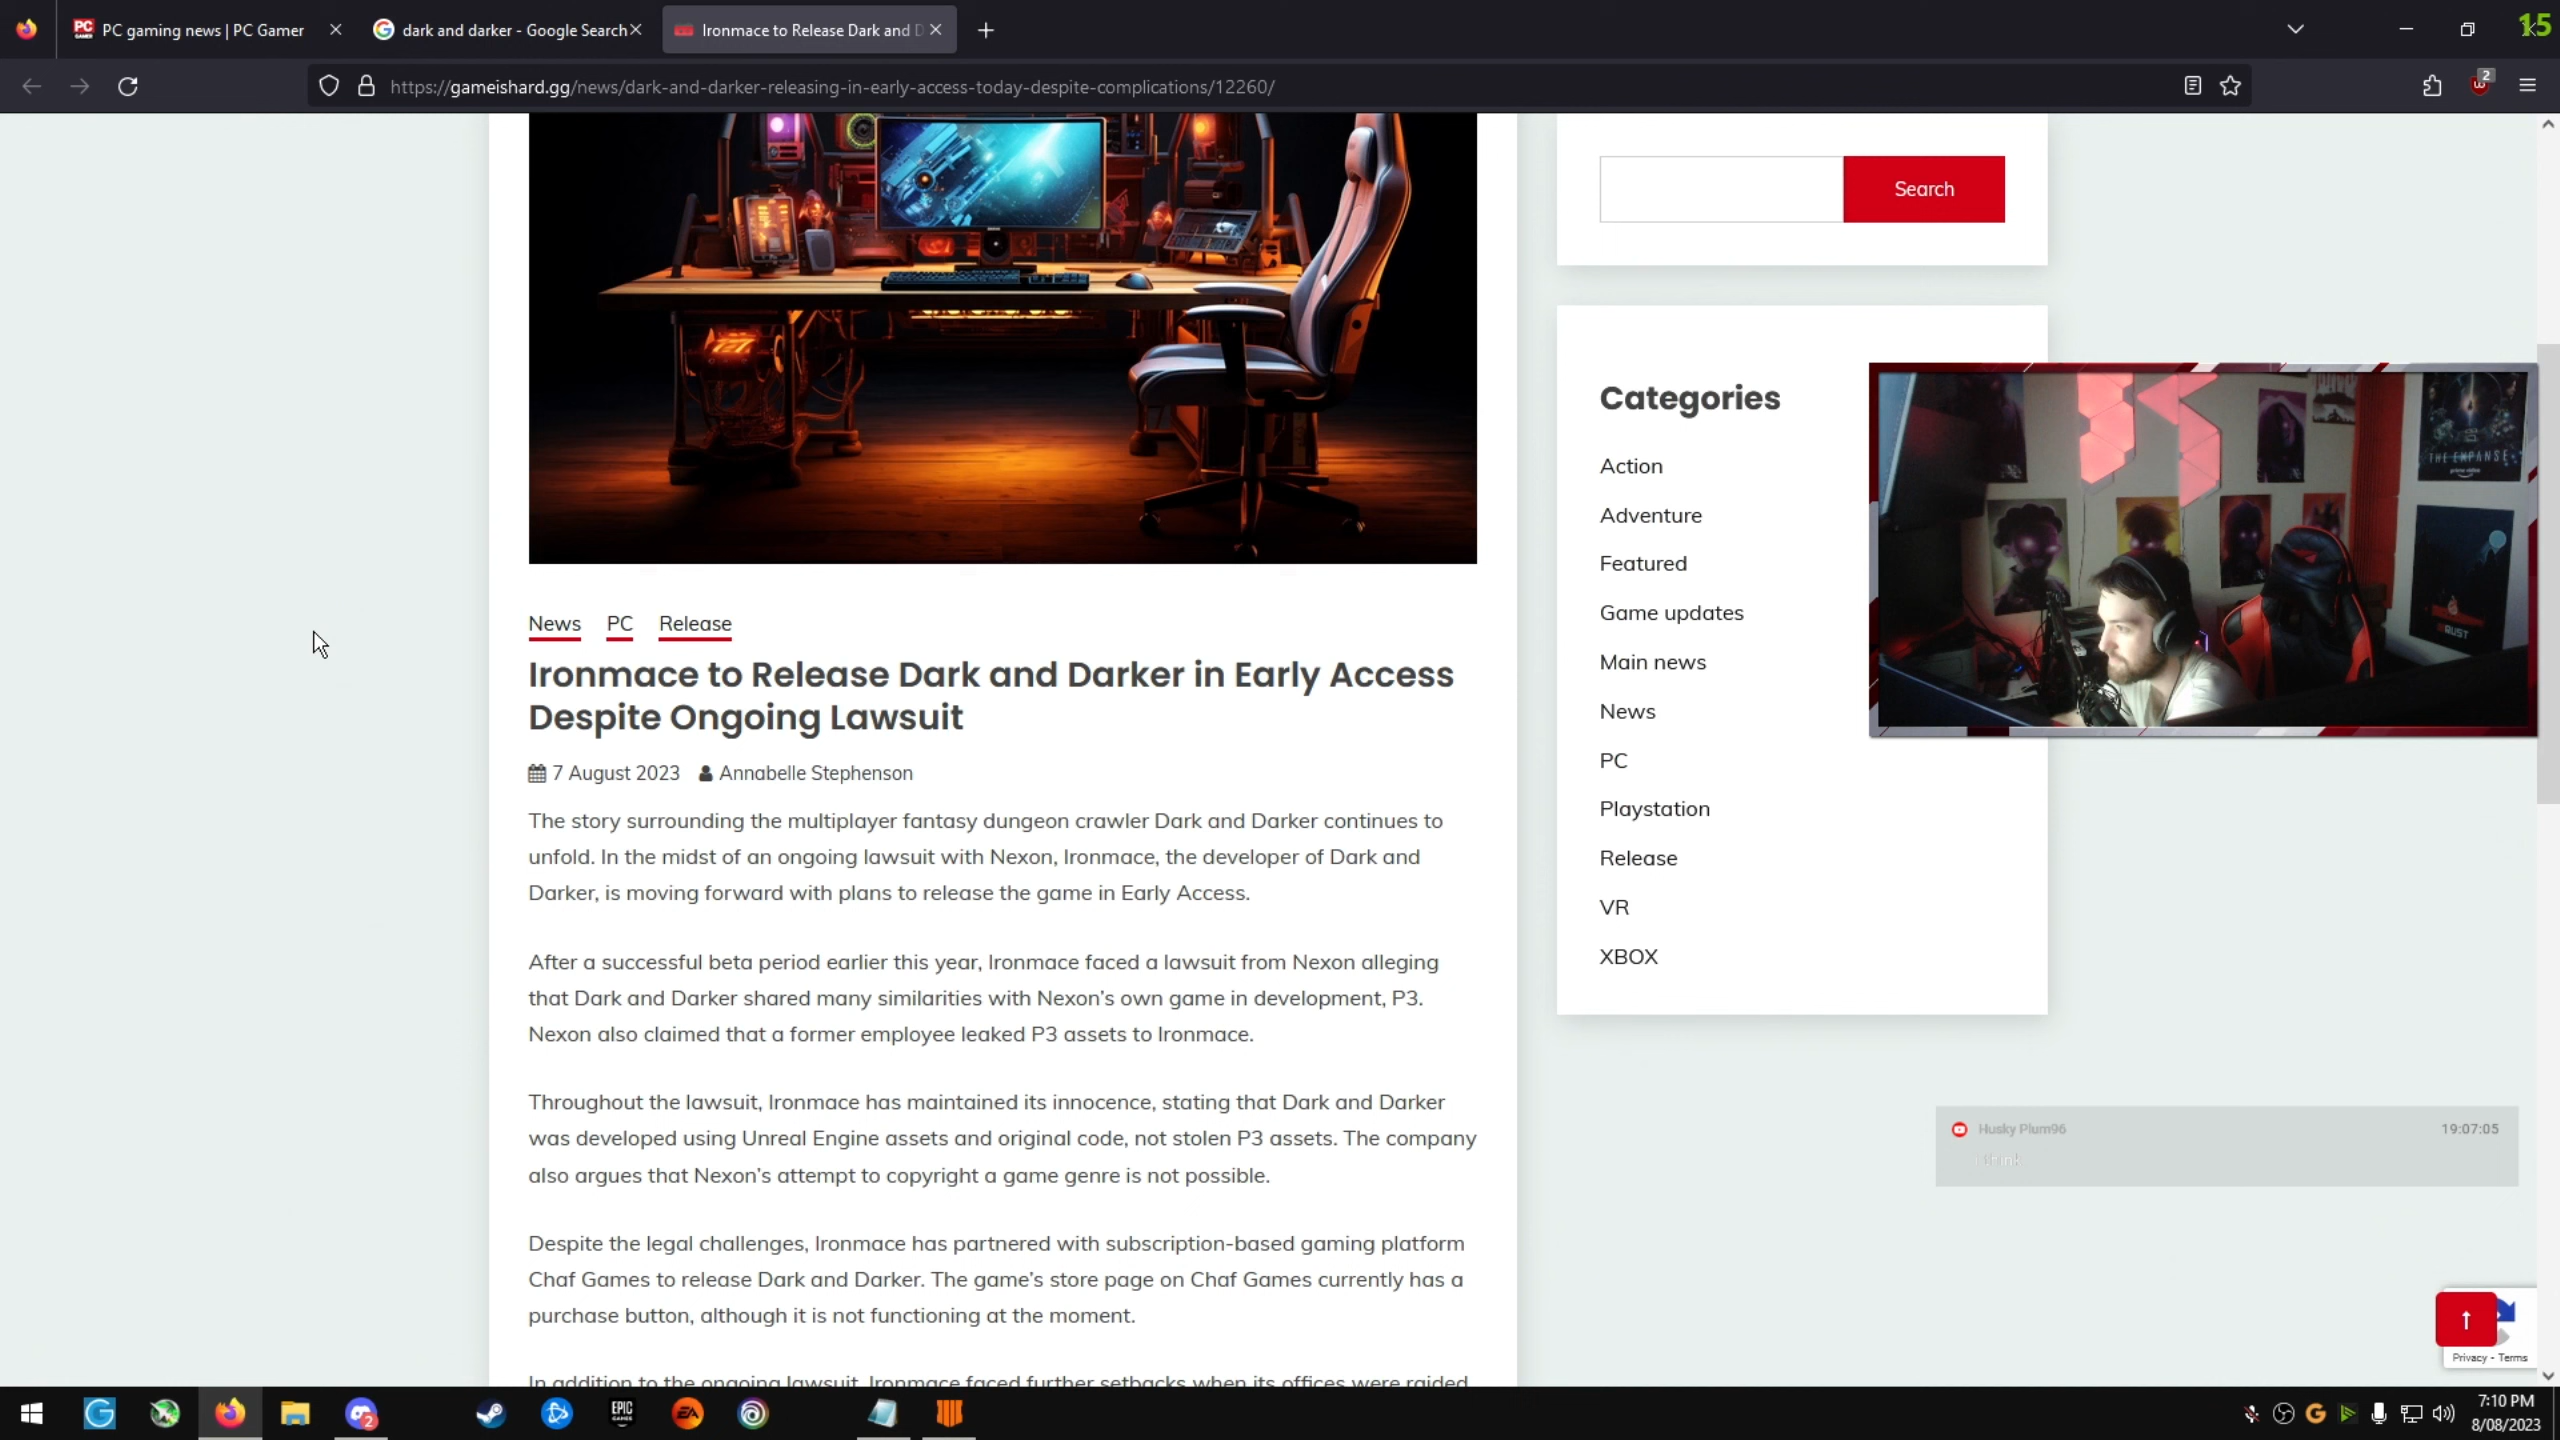 PC gaming news | PC Gamer
dark and darker - Google Search
Ironmace to Release Dark and D
15
https://gameishard.gg/news/dark-and-darker-releasing-in-early-access-today-despite-complications/12260/
2
Search
Categories
Action
Adventure
Featured
Game updates
Main news
News
PC
Playstation
Release
VR
XBOX
THE EXPANSE
prime video
RUST
News PC Release
Ironmace to Release Dark and Darker in Early Access
Despite Ongoing Lawsuit
7 August 2023 Annabelle Stephenson
The story surrounding the multiplayer fantasy dungeon crawler Dark and Darker continues to
unfold. In the midst of an ongoing lawsuit with Nexon, Ironmace, the developer of Dark and
Darker, is moving forward with plans to release the game in Early Access.
After a successful beta period earlier this year, Ironmace faced a lawsuit from Nexon alleging
that Dark and Darker shared many similarities with Nexon’s own game in development, P3.
Nexon also claimed that a former employee leaked P3 assets to Ironmace.
Throughout the lawsuit, Ironmace has maintained its innocence, stating that Dark and Darker
was developed using Unreal Engine assets and original code, not stolen P3 assets. The company
also argues that Nexon’s attempt to copyright a game genre is not possible.
Despite the legal challenges, Ironmace has partnered with subscription-based gaming platform
Chaf Games to release Dark and Darker. The game’s store page on Chaf Games currently has a
purchase button, although it is not functioning at the moment.
In addition to the ongoing lawsuit, Ironmace faced further setbacks when its offices were raided
Husky Plum96 19:07:05
i think
Privacy - Terms
2
EPIC
GAMES
EA
7:10 PM
8/08/2023